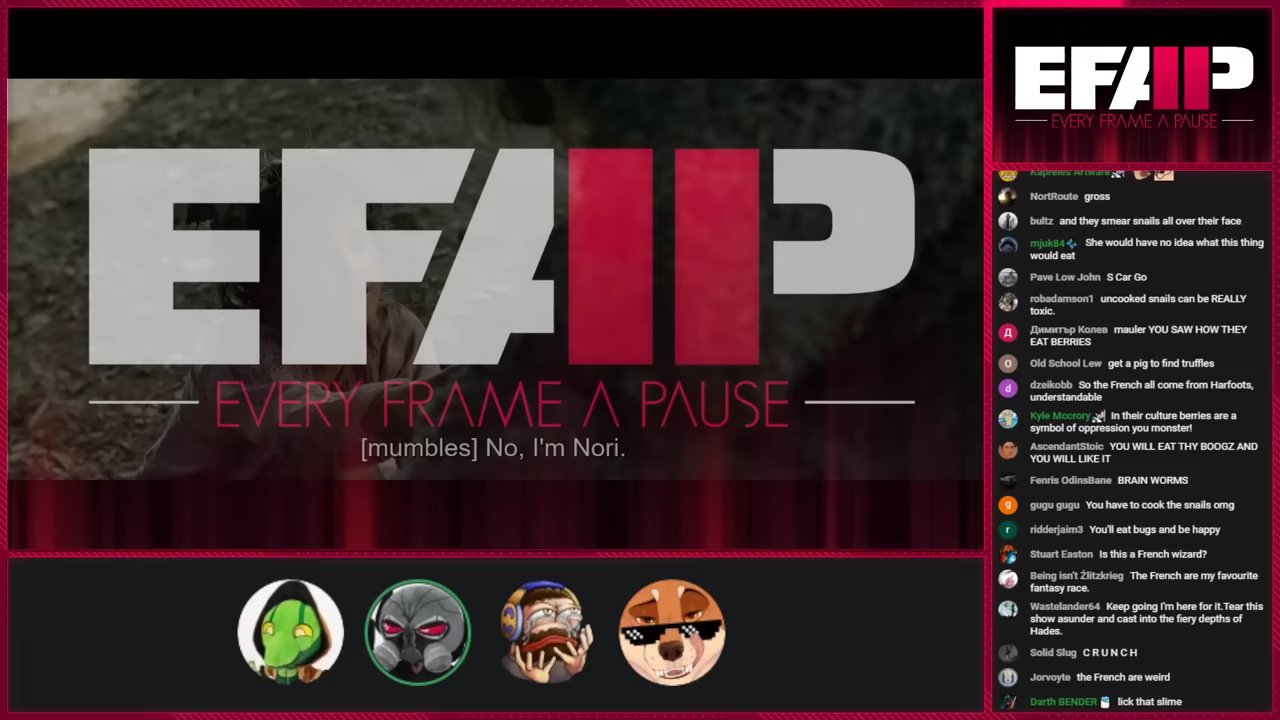 EFAP
EVERY FRAME A PAUSE
[mumbles] No, I'm Nori.
EFAP
EVERY FRAME A PAUSE
Kapreles Artware
NortRoute gross
bultz and they smear snails all over their face
mjuk84 She would have no idea what this thing
would eat
Pave Low John S Car Go
robadamson1 uncooked snails can be REALLY
toxic.
Д
Димитър Колев mauler YOU SAW HOW THEY
EAT BERRIES
O
Old School Lew get a pig to find truffles
d
dzeikobb So the French all come from Harfoots,
understandable
Kyle Mccrory In their culture berries are a
symbol of oppression you monster!
AscendantStoic YOU WILL EAT THY BOOGZ AND
YOU WILL LIKE IT
Fenris OdinsBane BRAIN WORMS
g
gugu gugu You have to cook the snails omg
r
ridderjaim3 You'll eat bugs and be happy
Stuart Easton Is this a French wizard?
Being isn't Żlitzkrieg The French are my favourite
fantasy race.
Wastelander64 Keep going I'm here for it.Tear this
show asunder and cast into the fiery depths of
Hades.
Solid Slug C R U N C H
Jorvoyte the French are weird
Darth BENDER lick that slime